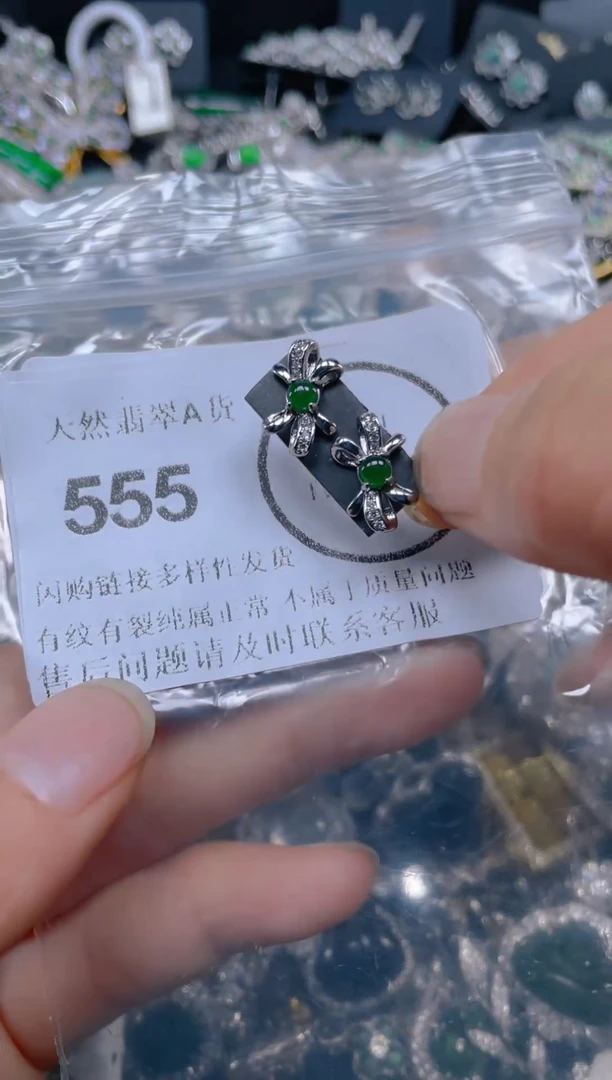 天然翡翠A货
555
闪购链接多样性发货
有纹有裂纯属正常 不属于质量问题
售后问题请及时联系客服